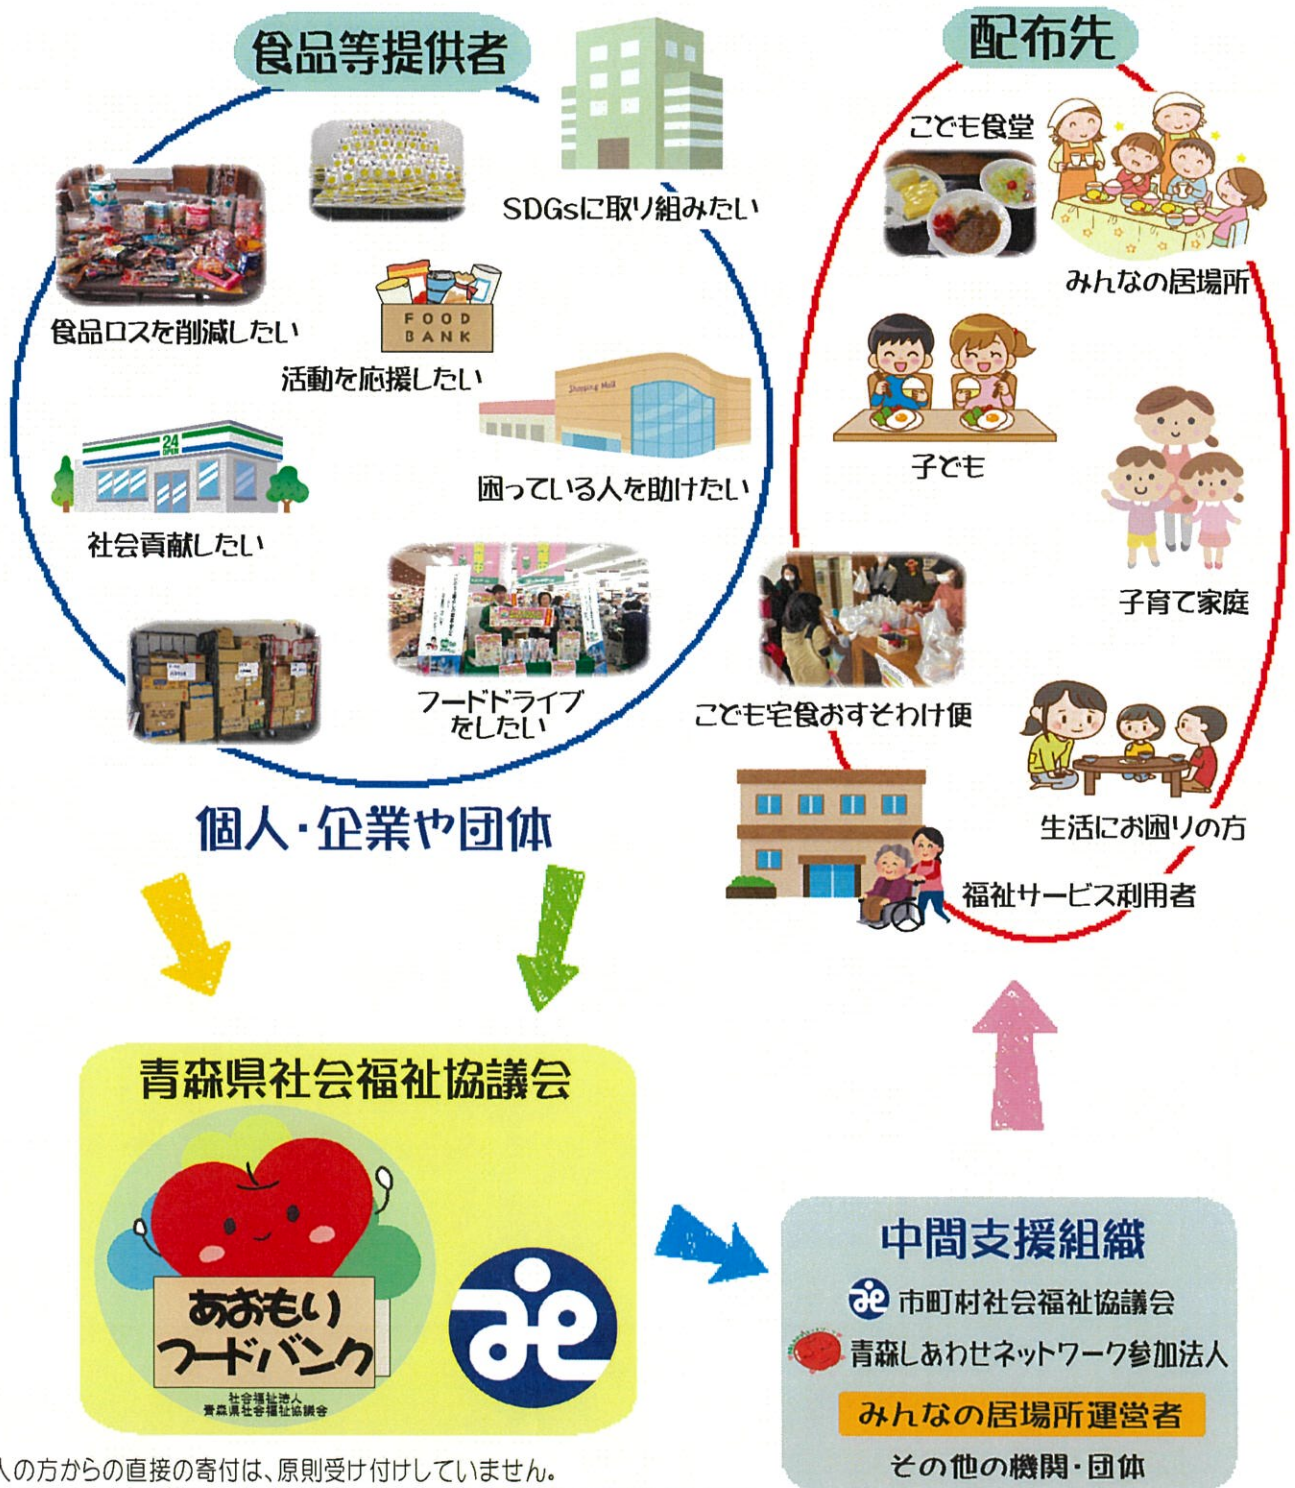 食品等提供者
SDGsに取り組みたい
食品ロスを削減したい
FOOD
BANK
活動を応援したい
Shopping Mall
困っている人を助けたい
24
OPEN
社会貢献したい
フードドライブ
をしたい
個人・企業や団体
配布先
こども食堂
みんなの居場所
子ども
子育て家庭
こども宅食おすそわけ便
生活にお困りの方
福祉サービス利用者
青森県社会福祉協議会
あおもり
フードバンク
社会福祉法人
青森県社会福祉協議会
中間支援組織
市町村社会福祉協議会
青森しあわせネットワーク参加法人
みんなの居場所運営者
その他の機関・団体
人の方からの直接の寄付は、原則受け付けしていません。